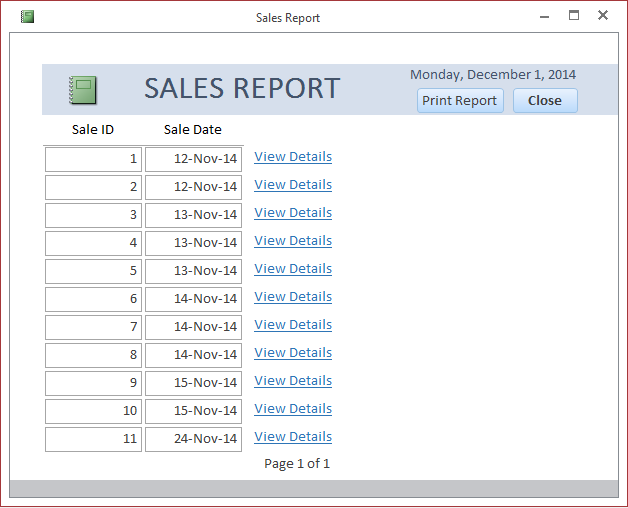 Sales Report
SALES REPORT
Monday, December 1, 2014
Print Report Close
Sale ID Sale Date
1 12-Nov-14 View Details
2 12-Nov-14 View Details
3 13-Nov-14 View Details
4 13-Nov-14 View Details
5 13-Nov-14 View Details
6 14-Nov-14 View Details
7 14-Nov-14 View Details
8 14-Nov-14 View Details
9 15-Nov-14 View Details
10 15-Nov-14 View Details
11 24-Nov-14 View Details
Page 1 of 1